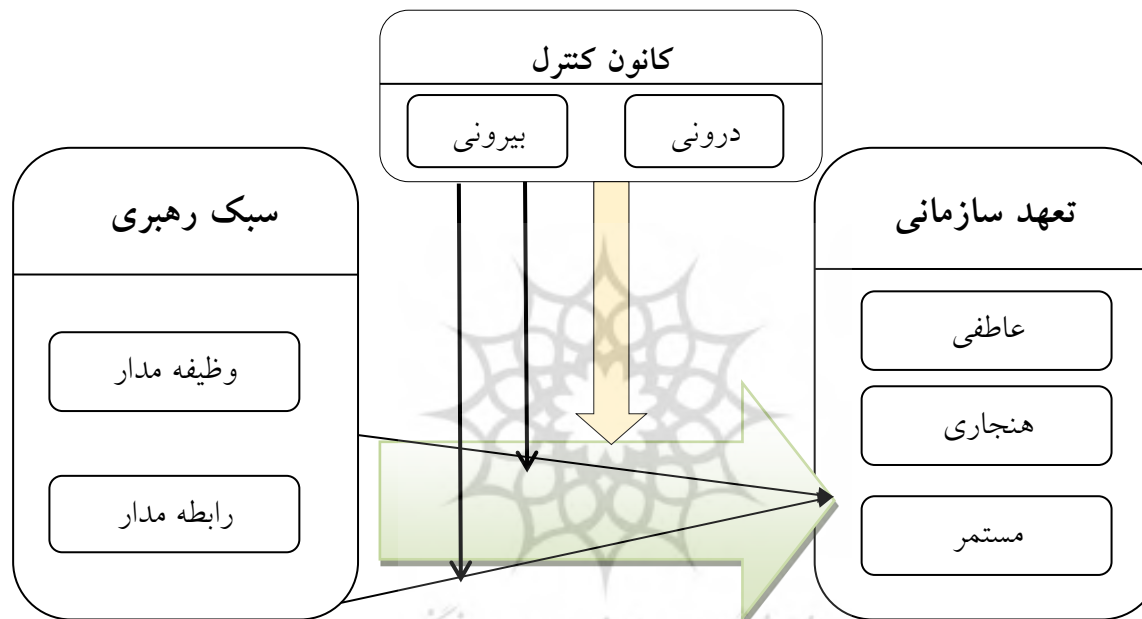 کانون کنترل
درونی
بیرونی
تعهد سازمانی
عاطفی
هنجاری
مستمر
سبک رهبری
وظیفه مدار
رابطه مدار